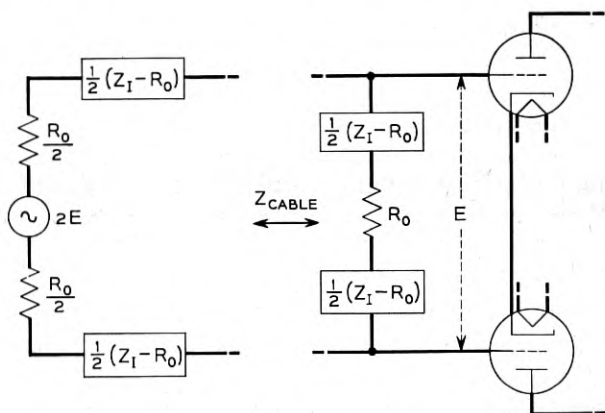 ½ (Z_I − R_0)
R_0/2
2E
R_0/2
½ (Z_I − R_0)
½ (Z_I − R_0)
Z_CABLE
R_0
E
½ (Z_I − R_0)